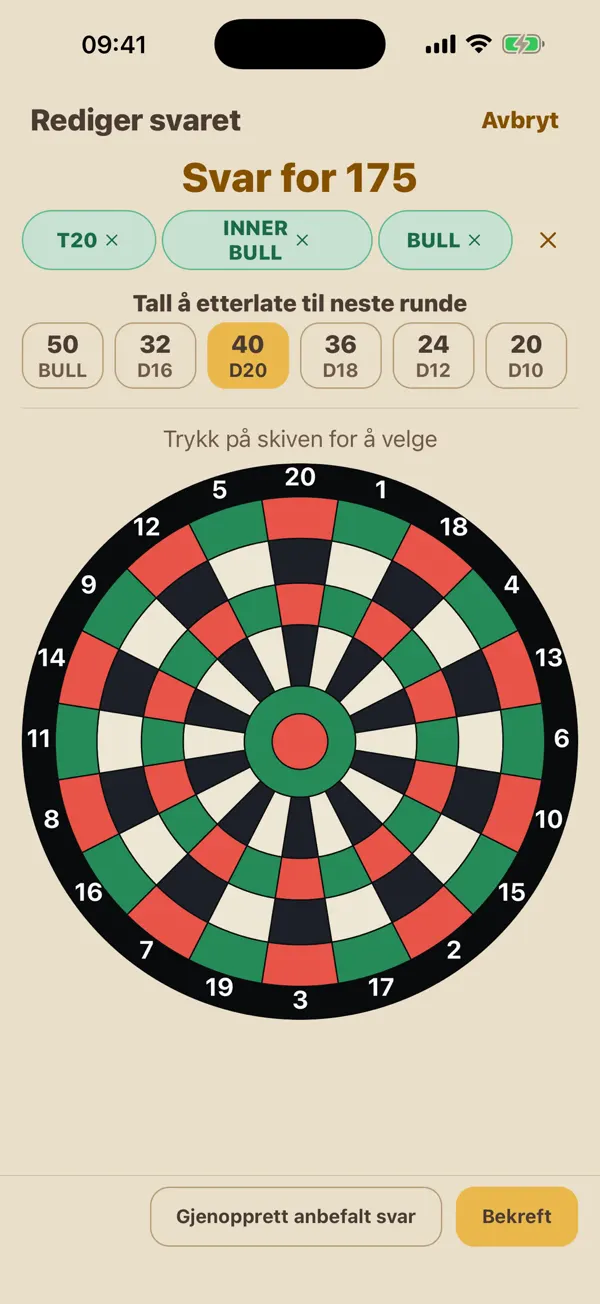 09:41
Rediger svaret
Avbryt
Svar for 175
T20 ×
INNER
BULL ×
BULL ×
×
Tall å etterlate til neste runde
50
BULL
32
D16
40
D20
36
D18
24
D12
20
D10
Trykk på skiven for å velge
20
1
18
4
13
6
10
15
2
17
3
19
7
16
8
11
14
9
12
5
Gjenopprett anbefalt svar
Bekreft